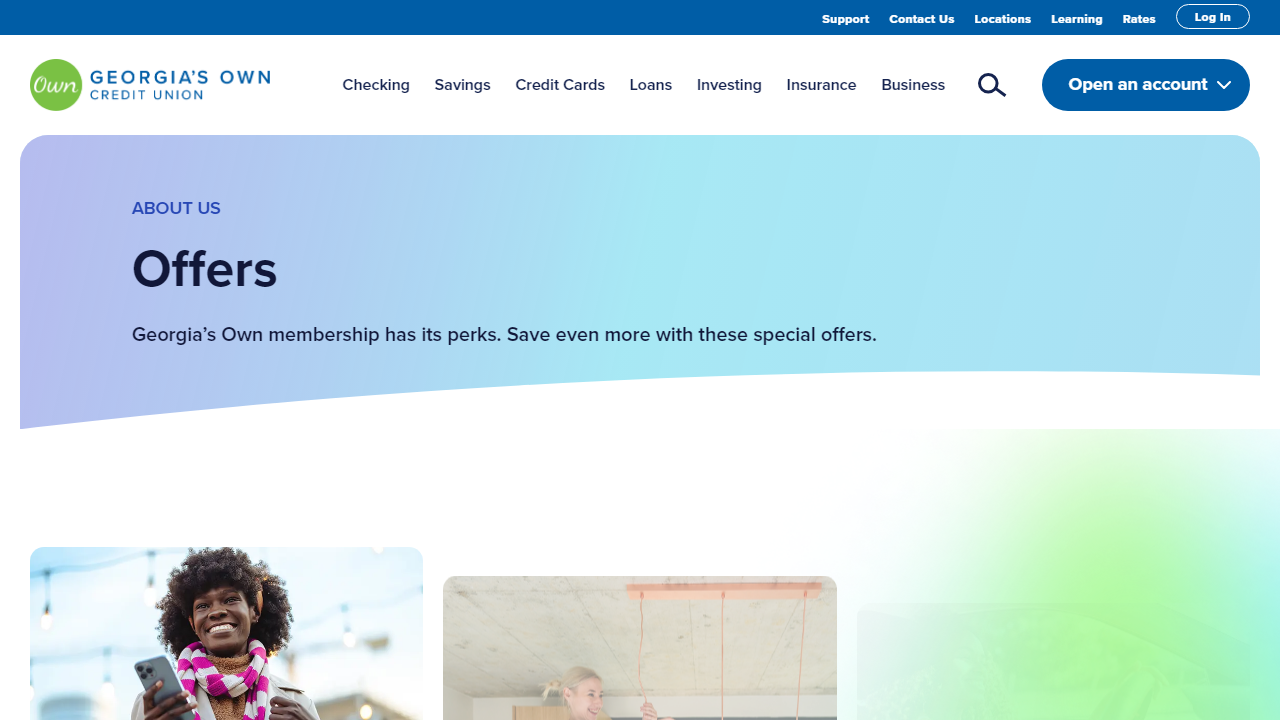 Support Contact Us Locations Learning Rates Log In
Own GEORGIA'S OWN
CREDIT UNION
Checking Savings Credit Cards Loans Investing Insurance Business Open an account
ABOUT US
Offers
Georgia’s Own membership has its perks. Save even more with these special offers.